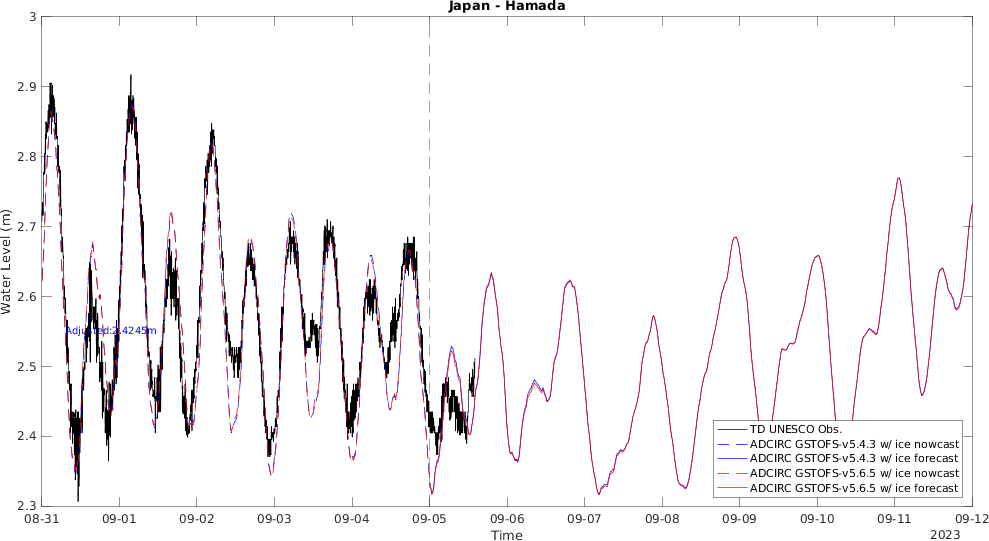 Japan - Hamada
3
2.9
2.8
2.7
2.6
2.5
2.4
2.3
Water Level (m)
Adjusted:2.4245m
TD UNESCO Obs.
ADCIRC GSTOFS-v5.4.3 w/ ice nowcast
ADCIRC GSTOFS-v5.4.3 w/ ice forecast
ADCIRC GSTOFS-v5.6.5 w/ ice nowcast
ADCIRC GSTOFS-v5.6.5 w/ ice forecast
08-31 09-01 09-02 09-03 09-04 09-05 09-06 09-07 09-08 09-09 09-10 09-11 09-12
Time
2023